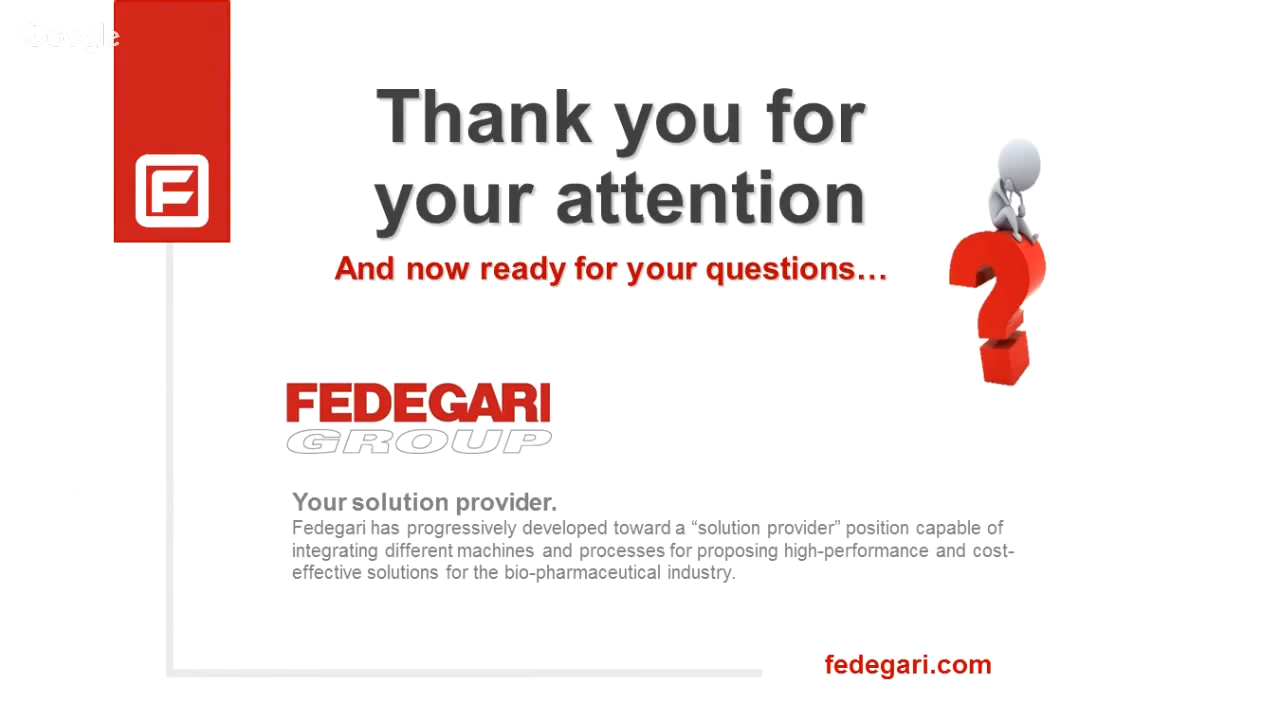 Google
Thank you for
your attention
And now ready for your questions…
FEDEGARI
GROUP
Your solution provider.
Fedegari has progressively developed toward a “solution provider” position capable of
integrating different machines and processes for proposing high-performance and cost-
effective solutions for the bio-pharmaceutical industry.
fedegari.com